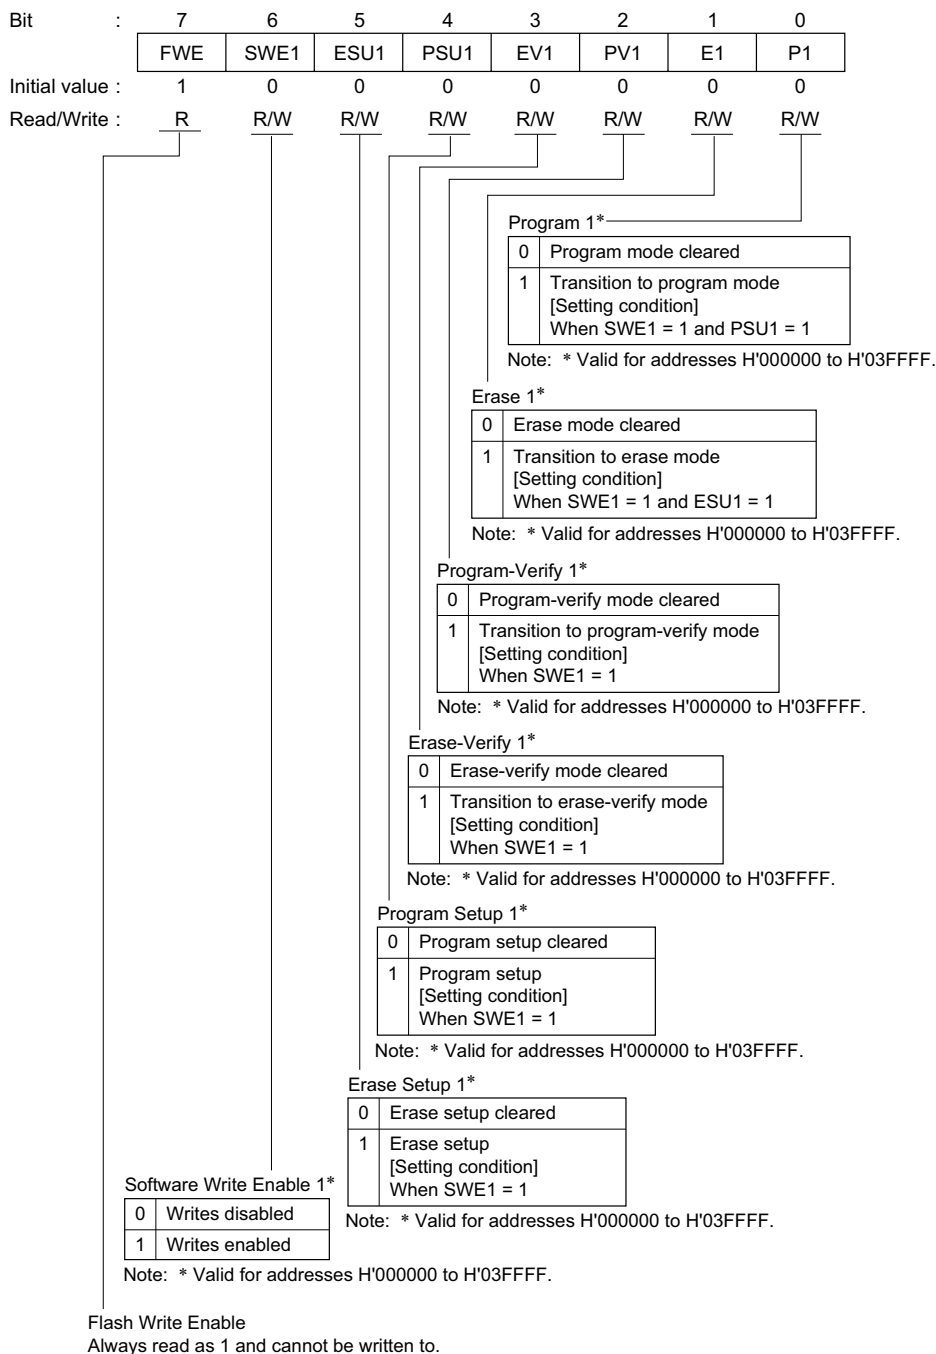 Bit : 7 6 5 4 3 2 1 0
FWE SWE1 ESU1 PSU1 EV1 PV1 E1 P1
Initial value : 1 0 0 0 0 0 0 0
Read/Write : R R/W R/W R/W R/W R/W R/W R/W
Program 1*
0 Program mode cleared
1 Transition to program mode
[Setting condition]
When SWE1 = 1 and PSU1 = 1
Note: * Valid for addresses H'000000 to H'03FFFF.
Erase 1*
0 Erase mode cleared
1 Transition to erase mode
[Setting condition]
When SWE1 = 1 and ESU1 = 1
Note: * Valid for addresses H'000000 to H'03FFFF.
Program-Verify 1*
0 Program-verify mode cleared
1 Transition to program-verify mode
[Setting condition]
When SWE1 = 1
Note: * Valid for addresses H'000000 to H'03FFFF.
Erase-Verify 1*
0 Erase-verify mode cleared
1 Transition to erase-verify mode
[Setting condition]
When SWE1 = 1
Note: * Valid for addresses H'000000 to H'03FFFF.
Program Setup 1*
0 Program setup cleared
1 Program setup
[Setting condition]
When SWE1 = 1
Note: * Valid for addresses H'000000 to H'03FFFF.
Erase Setup 1*
0 Erase setup cleared
1 Erase setup
[Setting condition]
When SWE1 = 1
Note: * Valid for addresses H'000000 to H'03FFFF.
Software Write Enable 1*
0 Writes disabled
1 Writes enabled
Note: * Valid for addresses H'000000 to H'03FFFF.
Flash Write Enable
Always read as 1 and cannot be written to.